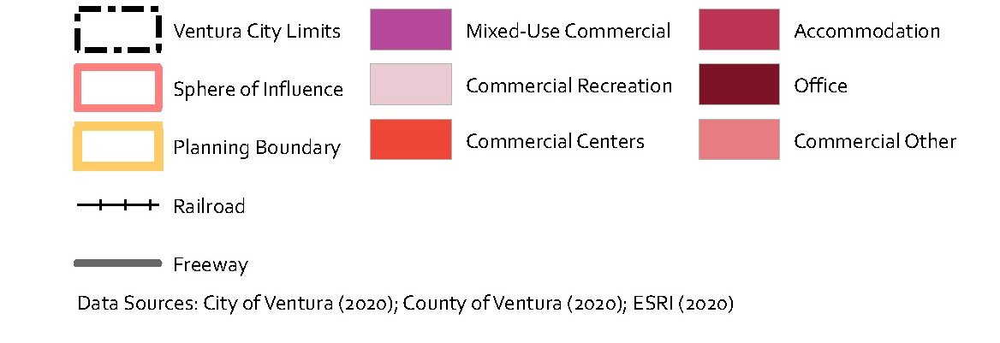 Ventura City Limits
Sphere of Influence
Planning Boundary
Railroad
Freeway
Mixed-Use Commercial
Commercial Recreation
Commercial Centers
Accommodation
Office
Commercial Other
Data Sources: City of Ventura (2020); County of Ventura (2020); ESRI (2020)